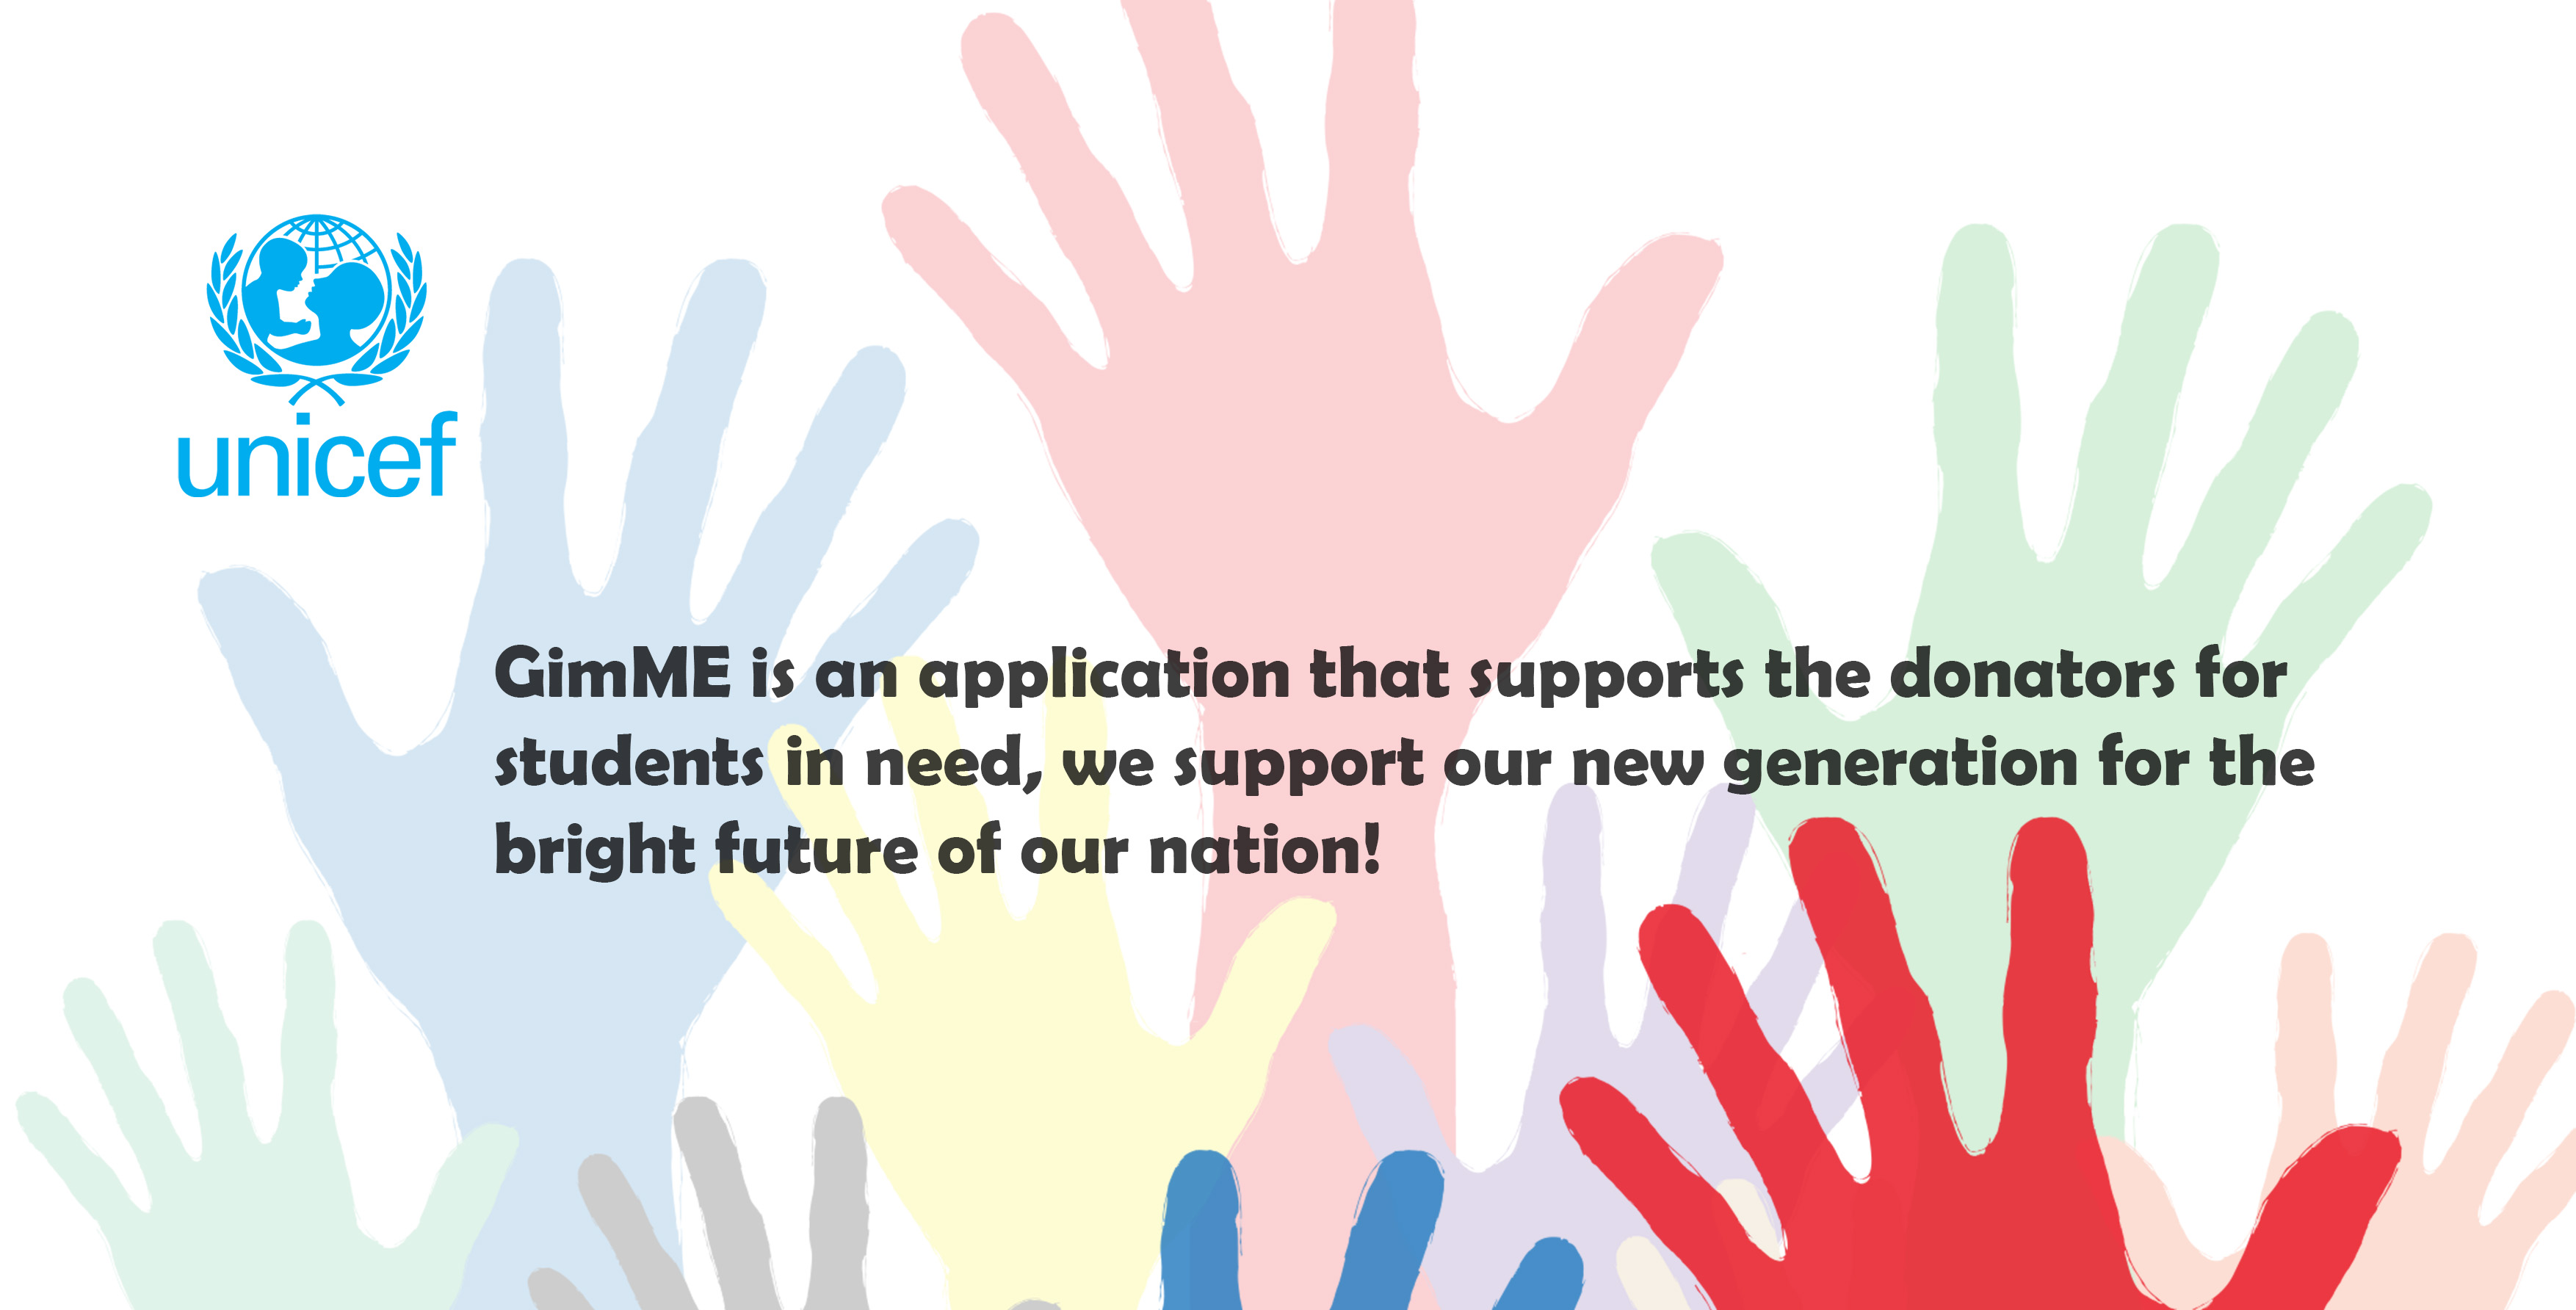 unicef
GimME is an application that supports the donators for
students in need, we support our new generation for the
bright future of our nation!